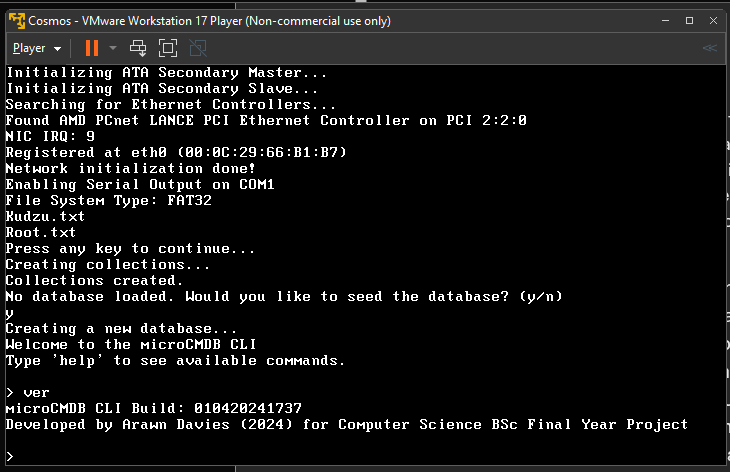 Cosmos - VMware Workstation 17 Player (Non-commercial use only)
Player
Initializing ATA Secondary Master...
Initializing ATA Secondary Slave...
Searching for Ethernet Controllers...
Found AMD PCnet LANCE PCI Ethernet Controller on PCI 2:2:0
NIC IRQ: 9
Registered at eth0 (00:0C:29:66:B1:B7)
Network initialization done!
Enabling Serial Output on COM1
File System Type: FAT32
Kudzu.txt
Root.txt
Press any key to continue...
Creating collections...
Collections created.
No database loaded. Would you like to seed the database? (y/n)
y
Creating a new database...
Welcome to the microCMDB CLI
Type 'help' to see available commands.
> ver
microCMDB CLI Build: 010420241737
Developed by Arawn Davies (2024) for Computer Science BSc Final Year Project
>